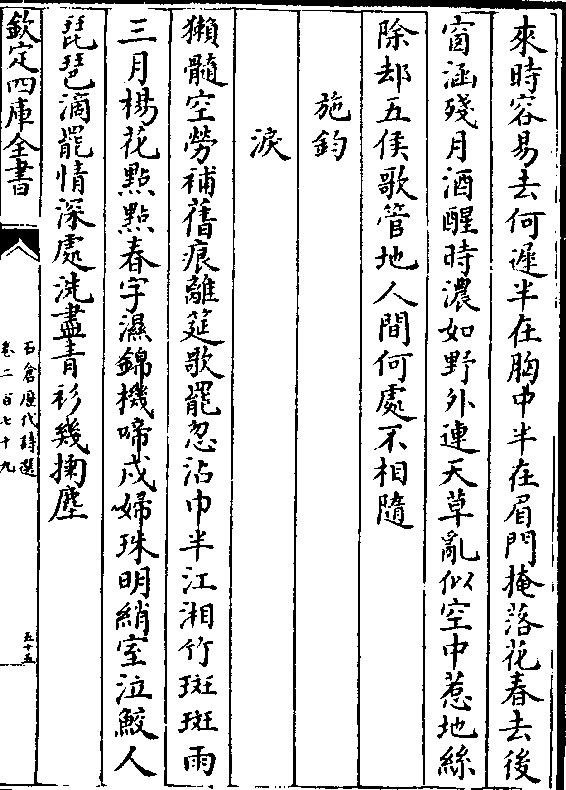 來時容易去何遲半在胸中半在眉門掩落花春去後
窗涵殘月酒醒時濃如野外連天草亂似空中惹地絲
除却五侯歌管地人間何處不相隨
施鈞
淚
獺髓空勞補舊痕離筵歌罷忽沾巾半江湘竹斑斑雨
三月楊花點點春字濕錦機啼戍婦珠明綃室泣鮫人
琵琶滴罷情深處洗盡青衫幾掬塵
欽定四庫全書
石倉歷代詩選
卷二百七十九
五十五